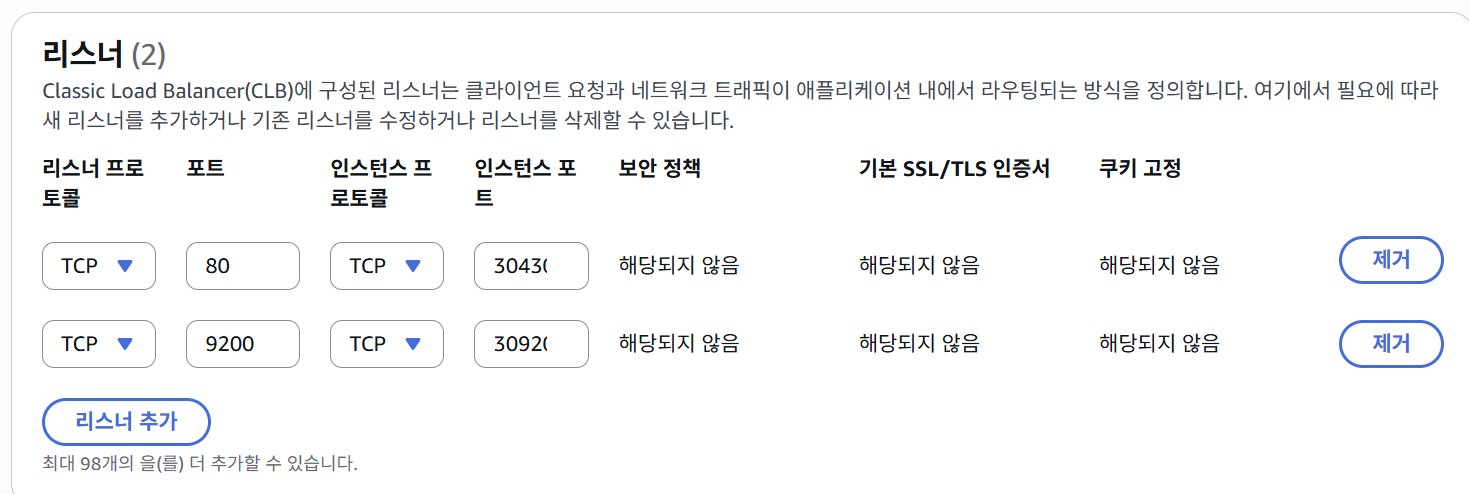 리스너 (2)
Classic Load Balancer(CLB)에 구성된 리스너는 클라이언트 요청과 네트워크 트래픽이 애플리케이션 내에서 라우팅되는 방식을 정의합니다. 여기에서 필요에 따라
새 리스너를 추가하거나 기존 리스너를 수정하거나 리스너를 삭제할 수 있습니다.
리스너 프로토콜 포트 인스턴스 프로토콜 인스턴스 포트 보안 정책 기본 SSL/TLS 인증서 쿠키 고정
TCP 80 TCP 해당되지 않음 해당되지 않음 해당되지 않음 제거
TCP 9200 TCP 해당되지 않음 해당되지 않음 해당되지 않음 제거
리스너 추가
최대 98개의 을(를) 더 추가할 수 있습니다.